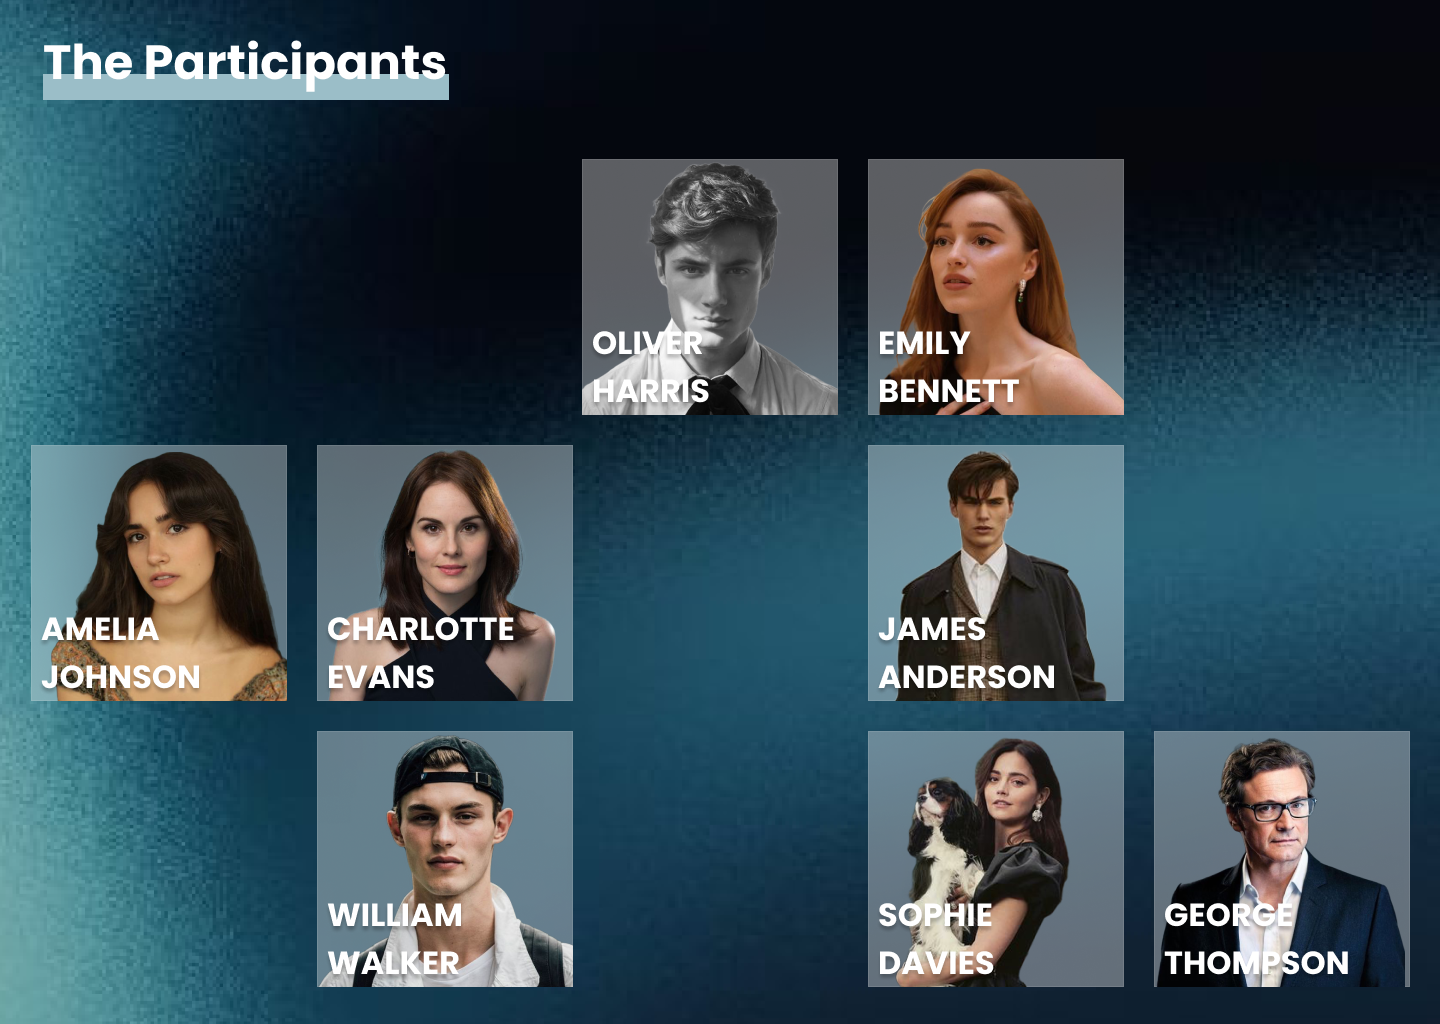 The Participants
OLIVER
HARRIS
EMILY
BENNETT
AMELIA
JOHNSON
CHARLOTTE
EVANS
JAMES
ANDERSON
WILLIAM
WALKER
SOPHIE
DAVIES
GEORGE
THOMPSON